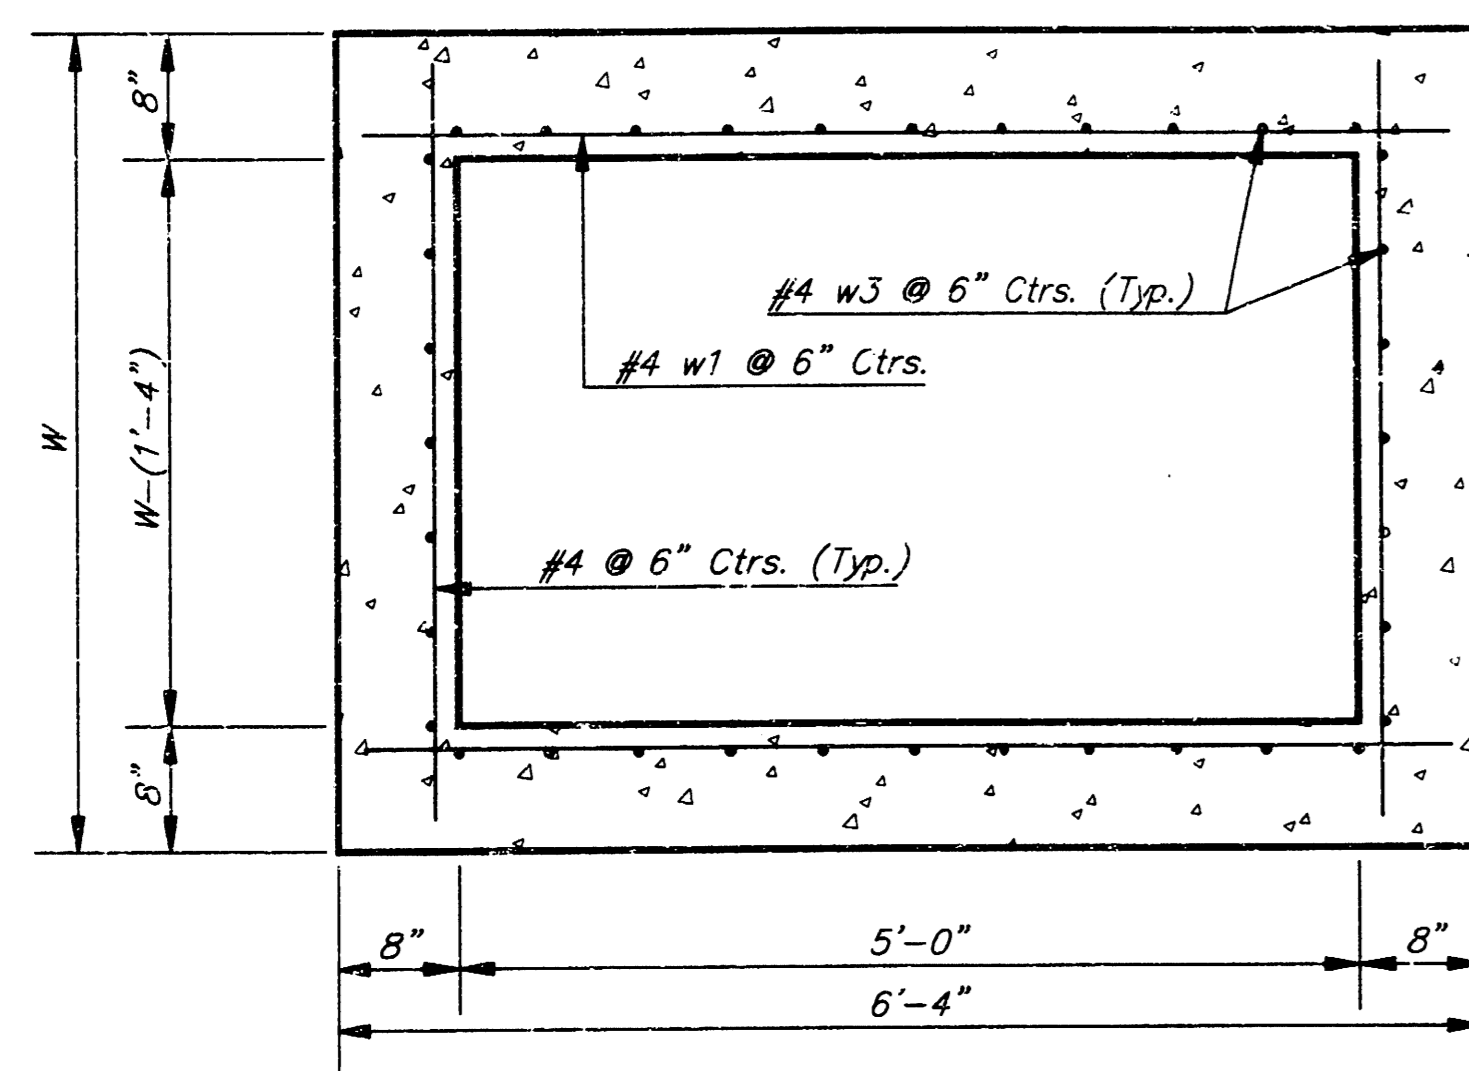 8”
#4 w3 @ 6” Ctrs. (Typ.)
#4 w1 @ 6” Ctrs.
W
W-(1’-4”)
#4 @ 6” Ctrs. (Typ.)
8”
8”
5’-0”
8”
6’-4”